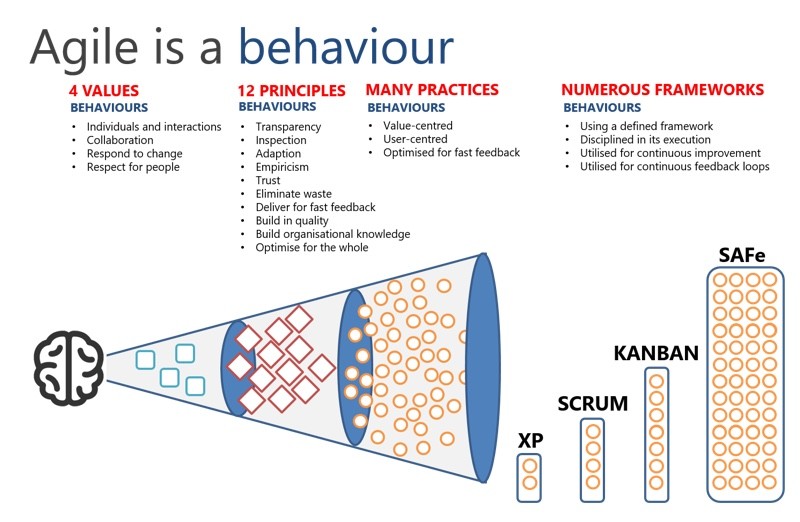 Agile is a behaviour
4 VALUES
BEHAVIOURS
• Individuals and interactions
• Collaboration
• Respond to change
• Respect for people
12 PRINCIPLES
BEHAVIOURS
• Transparency
• Inspection
• Adaption
• Empiricism
• Trust
• Eliminate waste
• Deliver for fast feedback
• Build in quality
• Build organisational knowledge
• Optimise for the whole
MANY PRACTICES
BEHAVIOURS
• Value-centred
• User-centred
• Optimised for fast feedback
NUMEROUS FRAMEWORKS
BEHAVIOURS
• Using a defined framework
• Disciplined in its execution
• Utilised for continuous improvement
• Utilised for continuous feedback loops
XP
SCRUM
KANBAN
SAFe